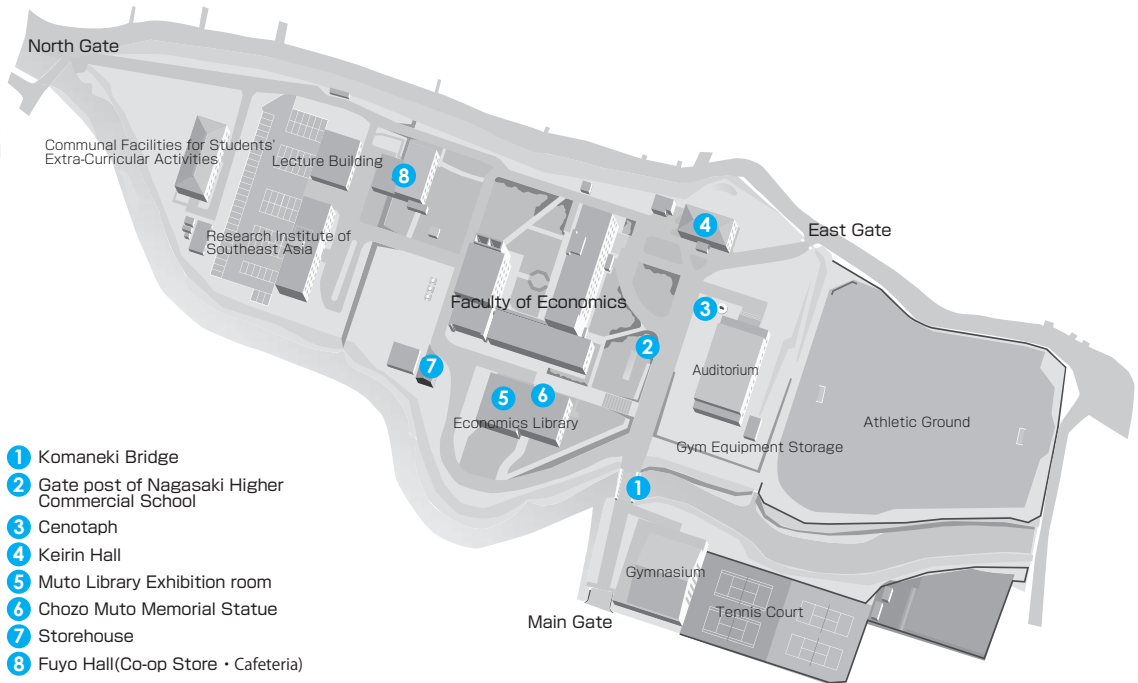 North Gate
Communal Facilities for Students'
Extra-Curricular Activities
Lecture Building
8
4
East Gate
Research Institute of
Southeast Asia
Faculty of Economics
3
2
7
Auditorium
5
6
Economics Library
Athletic Ground
Gym Equipment Storage
1
Gymnasium
Tennis Court
Main Gate
1 Komaneki Bridge
2 Gate post of Nagasaki Higher
Commercial School
3 Cenotaph
4 Keirin Hall
5 Muto Library Exhibition room
6 Chozo Muto Memorial Statue
7 Storehouse
8 Fuyo Hall(Co-op Store・Cafeteria)